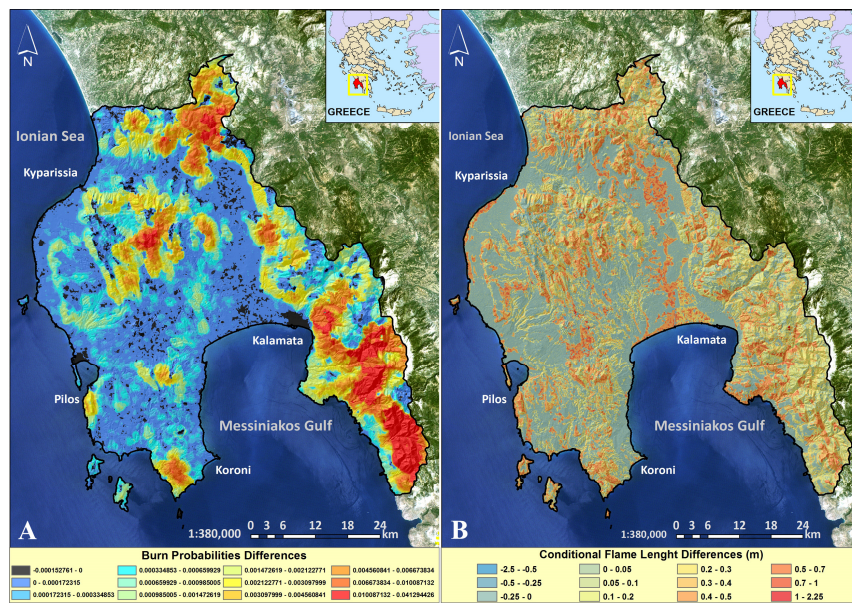 N
GREECE
Ionian Sea
Kyparissia
Kalamata
Pilos
Messiniakos Gulf
Koroni
A
1:380,000
0 3 6 12 18 24
km
Burn Probabilities Differences
-0.000152761 - 0
0.000334853 - 0.000659929
0.001472619 - 0.002122771
0.004560841 - 0.006673834
0 - 0.000172315
0.000659929 - 0.000985005
0.002122771 - 0.003097999
0.006673834 - 0.010087132
0.000172315 - 0.000334853
0.000985005 - 0.001472619
0.003097999 - 0.004560841
0.010087132 - 0.041294426
N
GREECE
Ionian Sea
Kyparissia
Kalamata
Pilos
Messiniakos Gulf
Koroni
B
1:380,000
0 3 6 12 18 24
km
Conditional Flame Lenght Differences (m)
-2.5 - -0.5
0 - 0.05
0.2 - 0.3
0.5 - 0.7
-0.5 - -0.25
0.05 - 0.1
0.3 - 0.4
0.7 - 1
-0.25 - 0
0.1 - 0.2
0.4 - 0.5
1 - 2.25